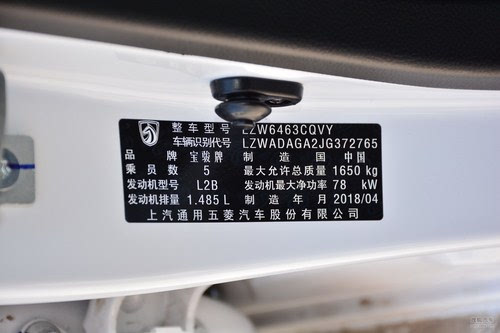 整车型号 LZW6463CQVY
车辆识别代号 LZWADAGA2JG372765
品牌 宝骏牌 制造国 中国
乘员数 5 最大允许总质量 1650 kg
发动机型号 L2B 发动机最大净功率 78 kW
发动机排量 1.485 L 制造年月 2018/04
上汽通用五菱汽车股份有限公司